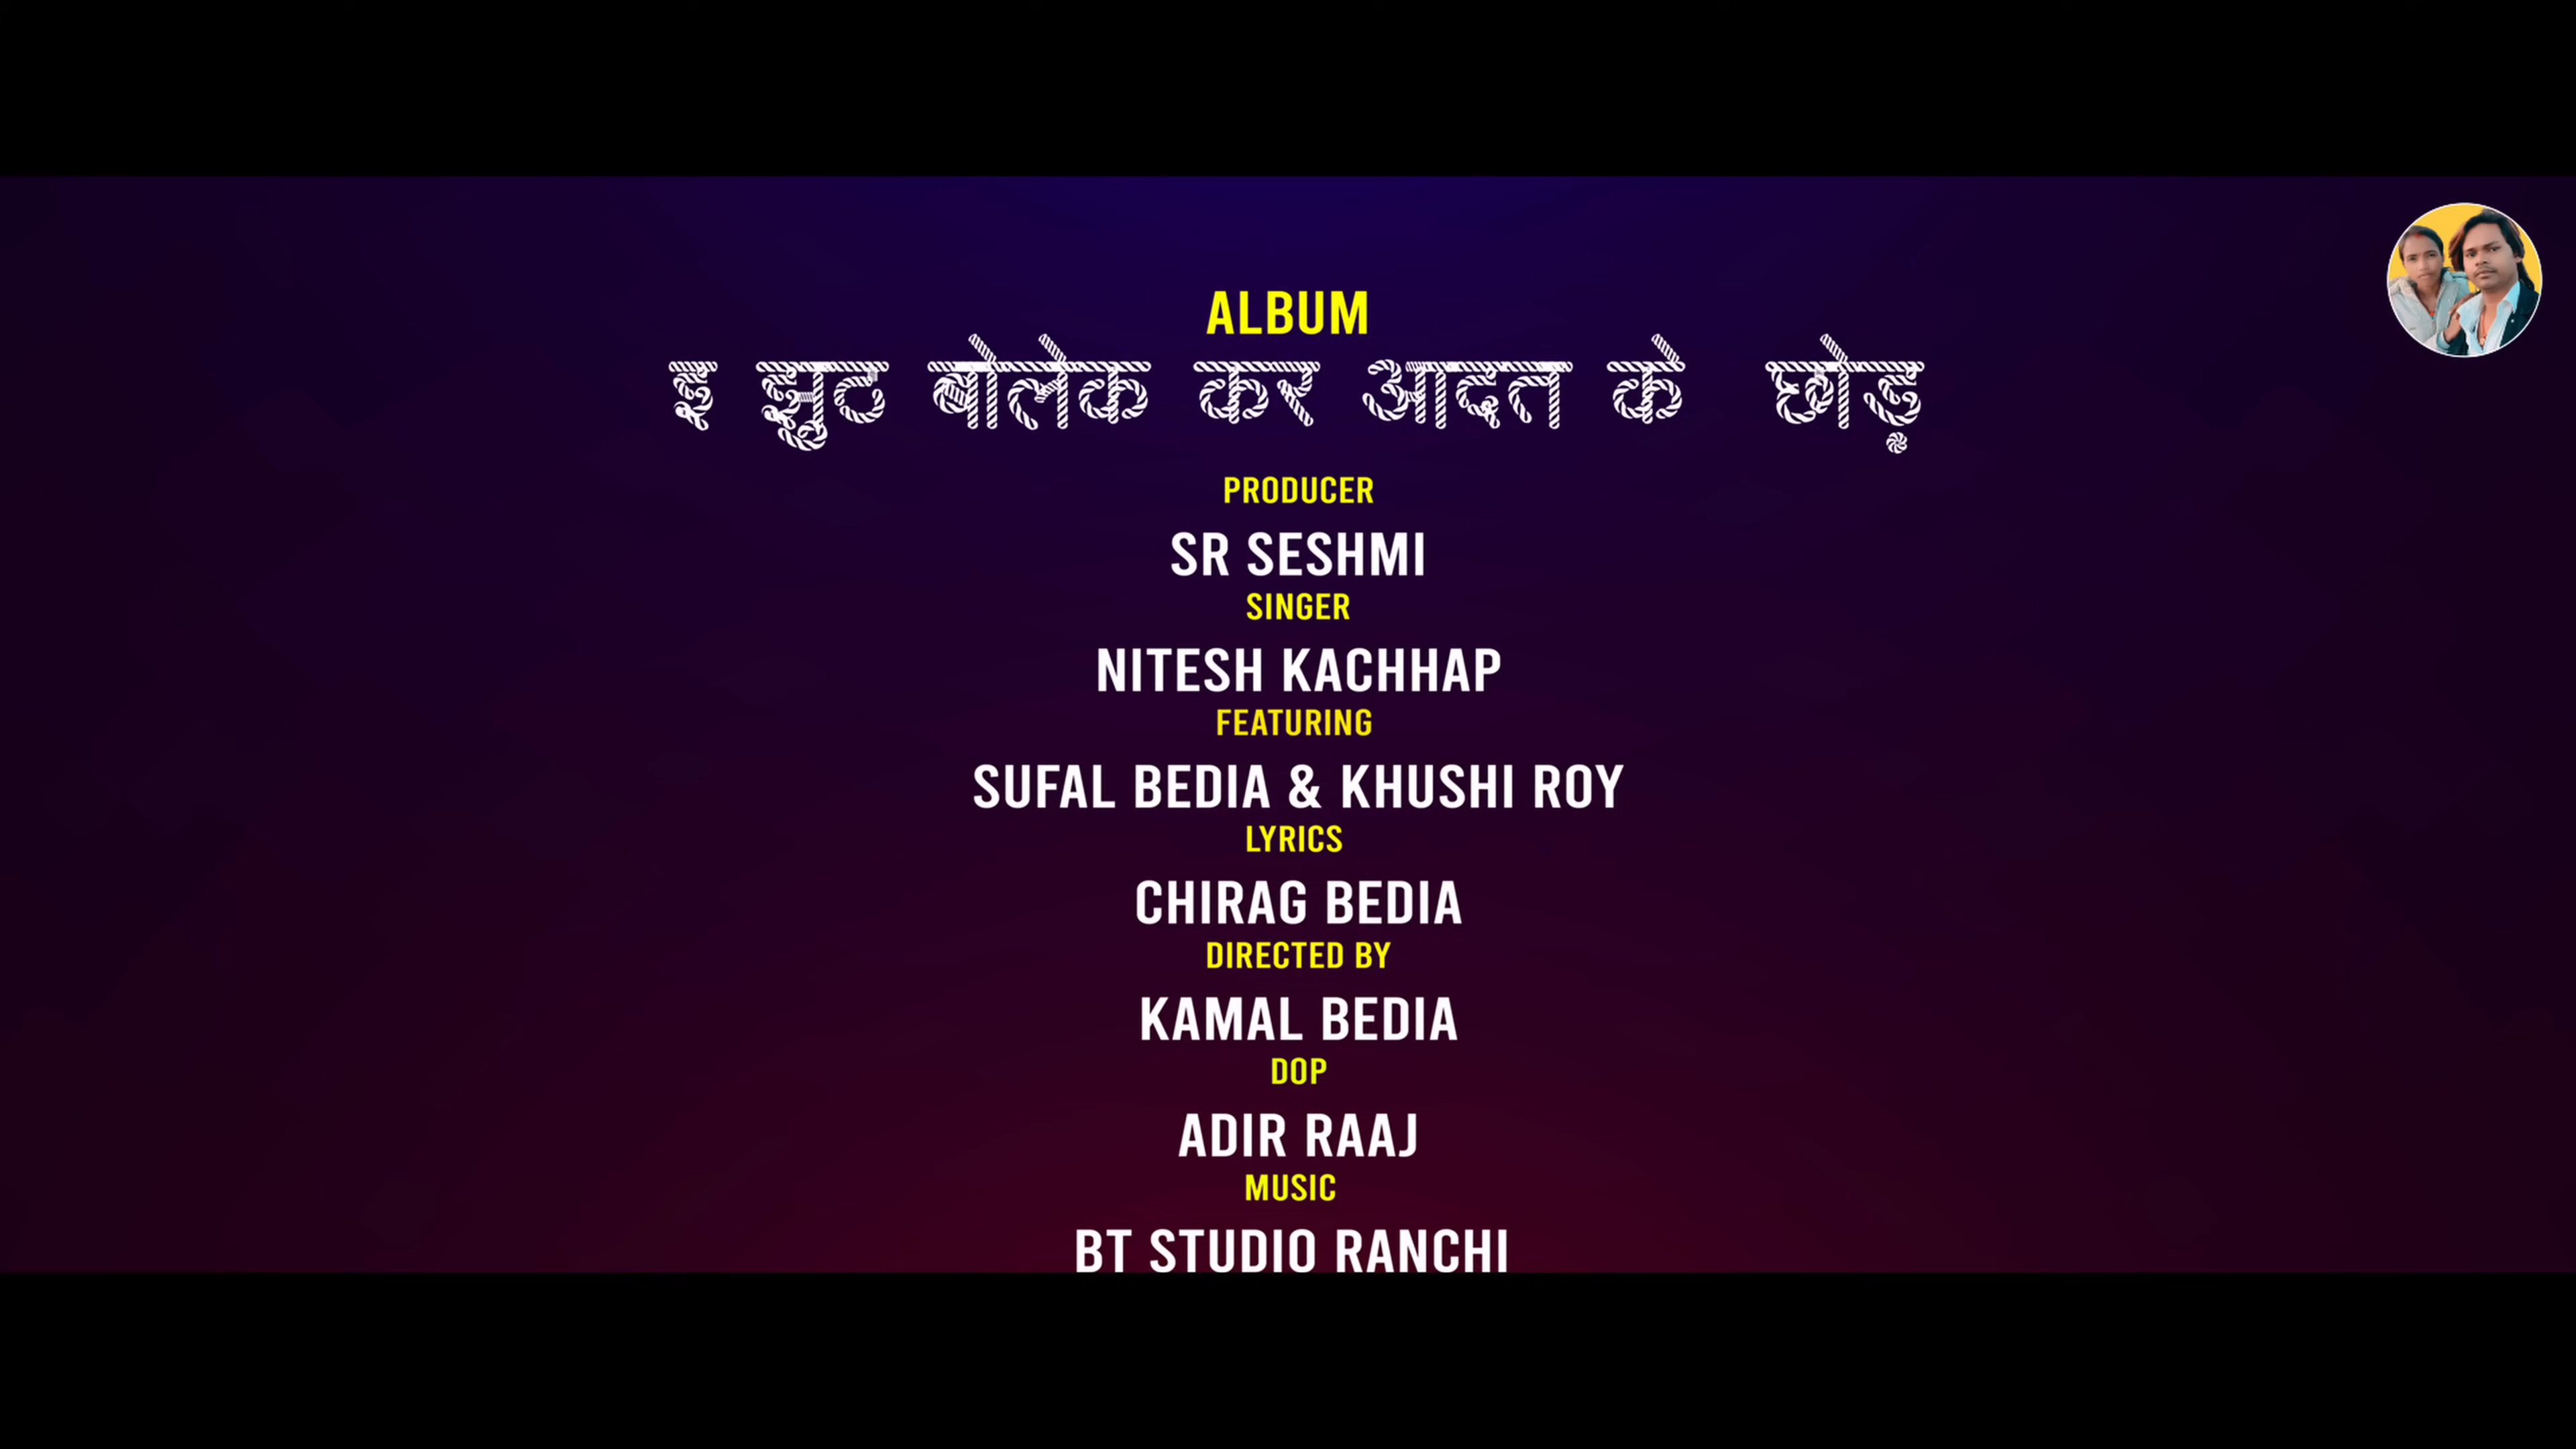 ALBUM
इ झुठ बोलेक कर आदत के छोड़
PRODUCER
SR SESHMI
SINGER
NITESH KACHHAP
FEATURING
SUFAL BEDIA & KHUSHI ROY
LYRICS
CHIRAG BEDIA
DIRECTED BY
KAMAL BEDIA
DOP
ADIR RAAJ
MUSIC
BT STUDIO RANCHI